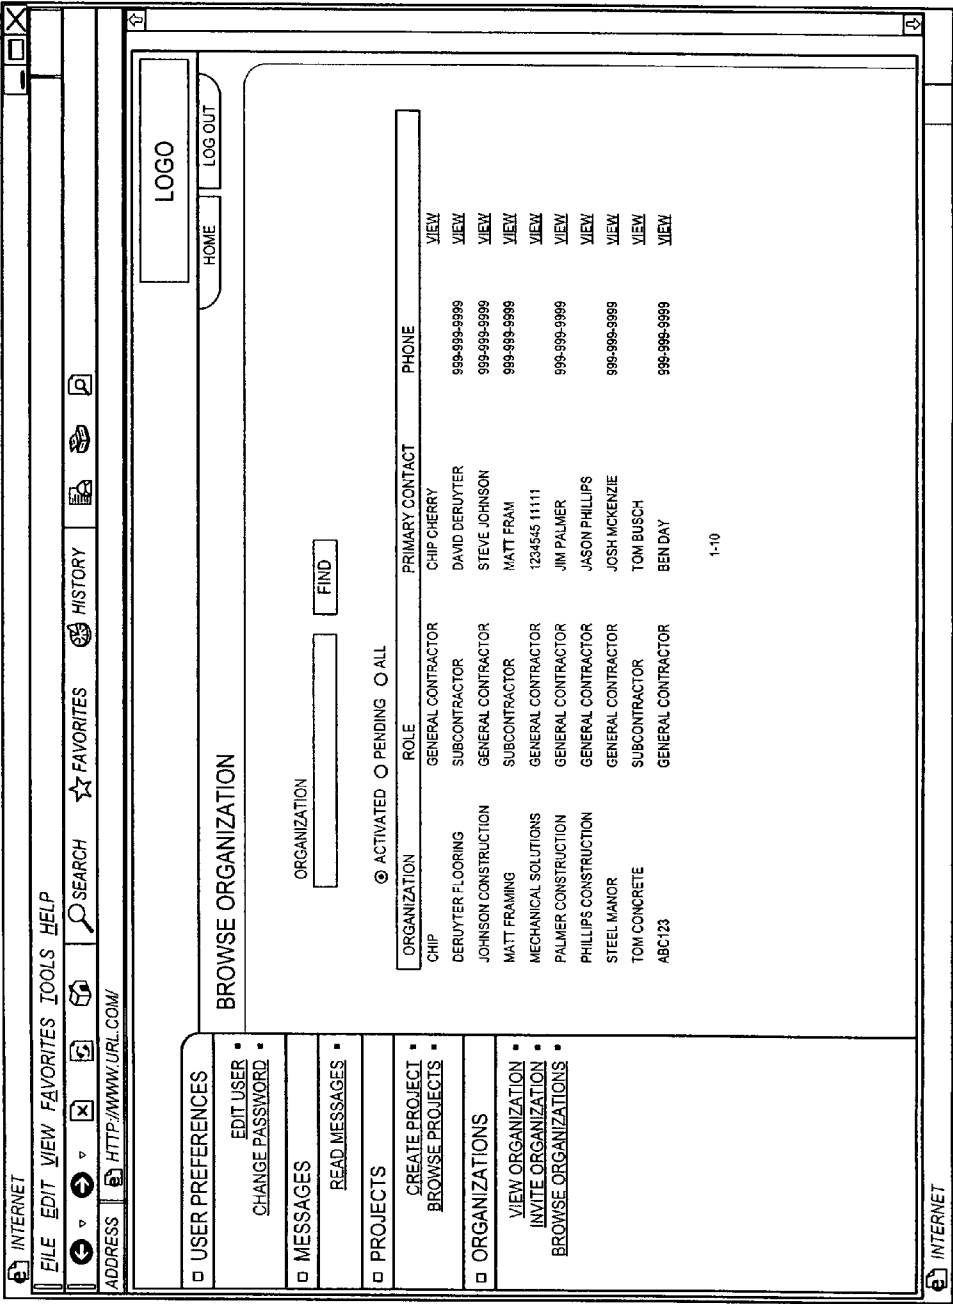 INTERNET
FILE EDIT VIEW FAVORITES TOOLS HELP
SEARCH FAVORITES HISTORY
ADDRESS HTTP://WWW.URL.COM/
LOGO
HOME LOG OUT
USER PREFERENCES
EDIT USER
CHANGE PASSWORD
MESSAGES
READ MESSAGES
PROJECTS
CREATE PROJECT
BROWSE PROJECTS
ORGANIZATIONS
VIEW ORGANIZATION
INVITE ORGANIZATION
BROWSE ORGANIZATIONS
BROWSE ORGANIZATION
ORGANIZATION
FIND
ACTIVATED PENDING ALL
ORGANIZATION ROLE PRIMARY CONTACT PHONE
CHIP GENERAL CONTRACTOR CHIP CHERRY VIEW
DERUYTER FLOORING SUBCONTRACTOR DAVID DERUYTER 999-999-9999 VIEW
JOHNSON CONSTRUCTION GENERAL CONTRACTOR STEVE JOHNSON 999-999-9999 VIEW
MATT FRAMING SUBCONTRACTOR MATT FRAM 999-999-9999 VIEW
MECHANICAL SOLUTIONS GENERAL CONTRACTOR 1234545 11111 VIEW
PALMER CONSTRUCTION GENERAL CONTRACTOR JIM PALMER 999-999-9999 VIEW
PHILLIPS CONSTRUCTION GENERAL CONTRACTOR JASON PHILLIPS VIEW
STEEL MANOR GENERAL CONTRACTOR JOSH MCKENZIE 999-999-9999 VIEW
TOM CONCRETE SUBCONTRACTOR TOM BUSCH VIEW
ABC123 GENERAL CONTRACTOR BEN DAY 999-999-9999 VIEW
1-10
INTERNET